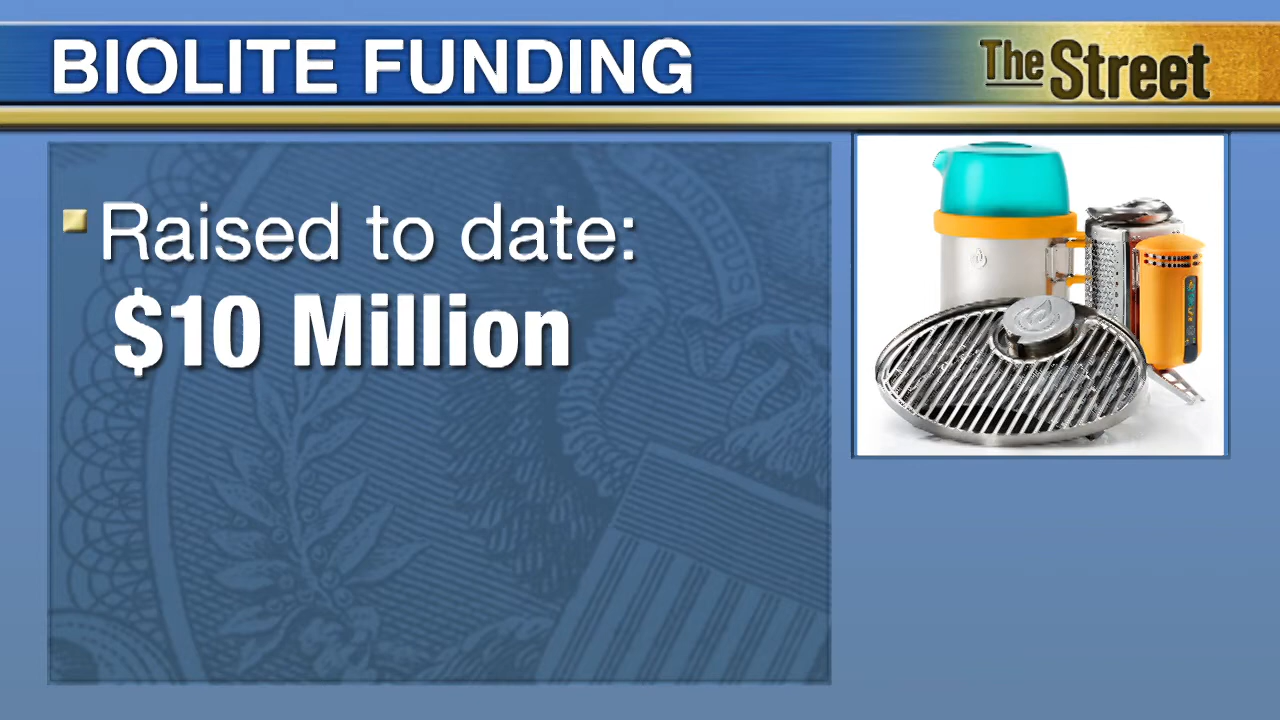 BIOLITE FUNDING
The Street
Raised to date:
$10 Million